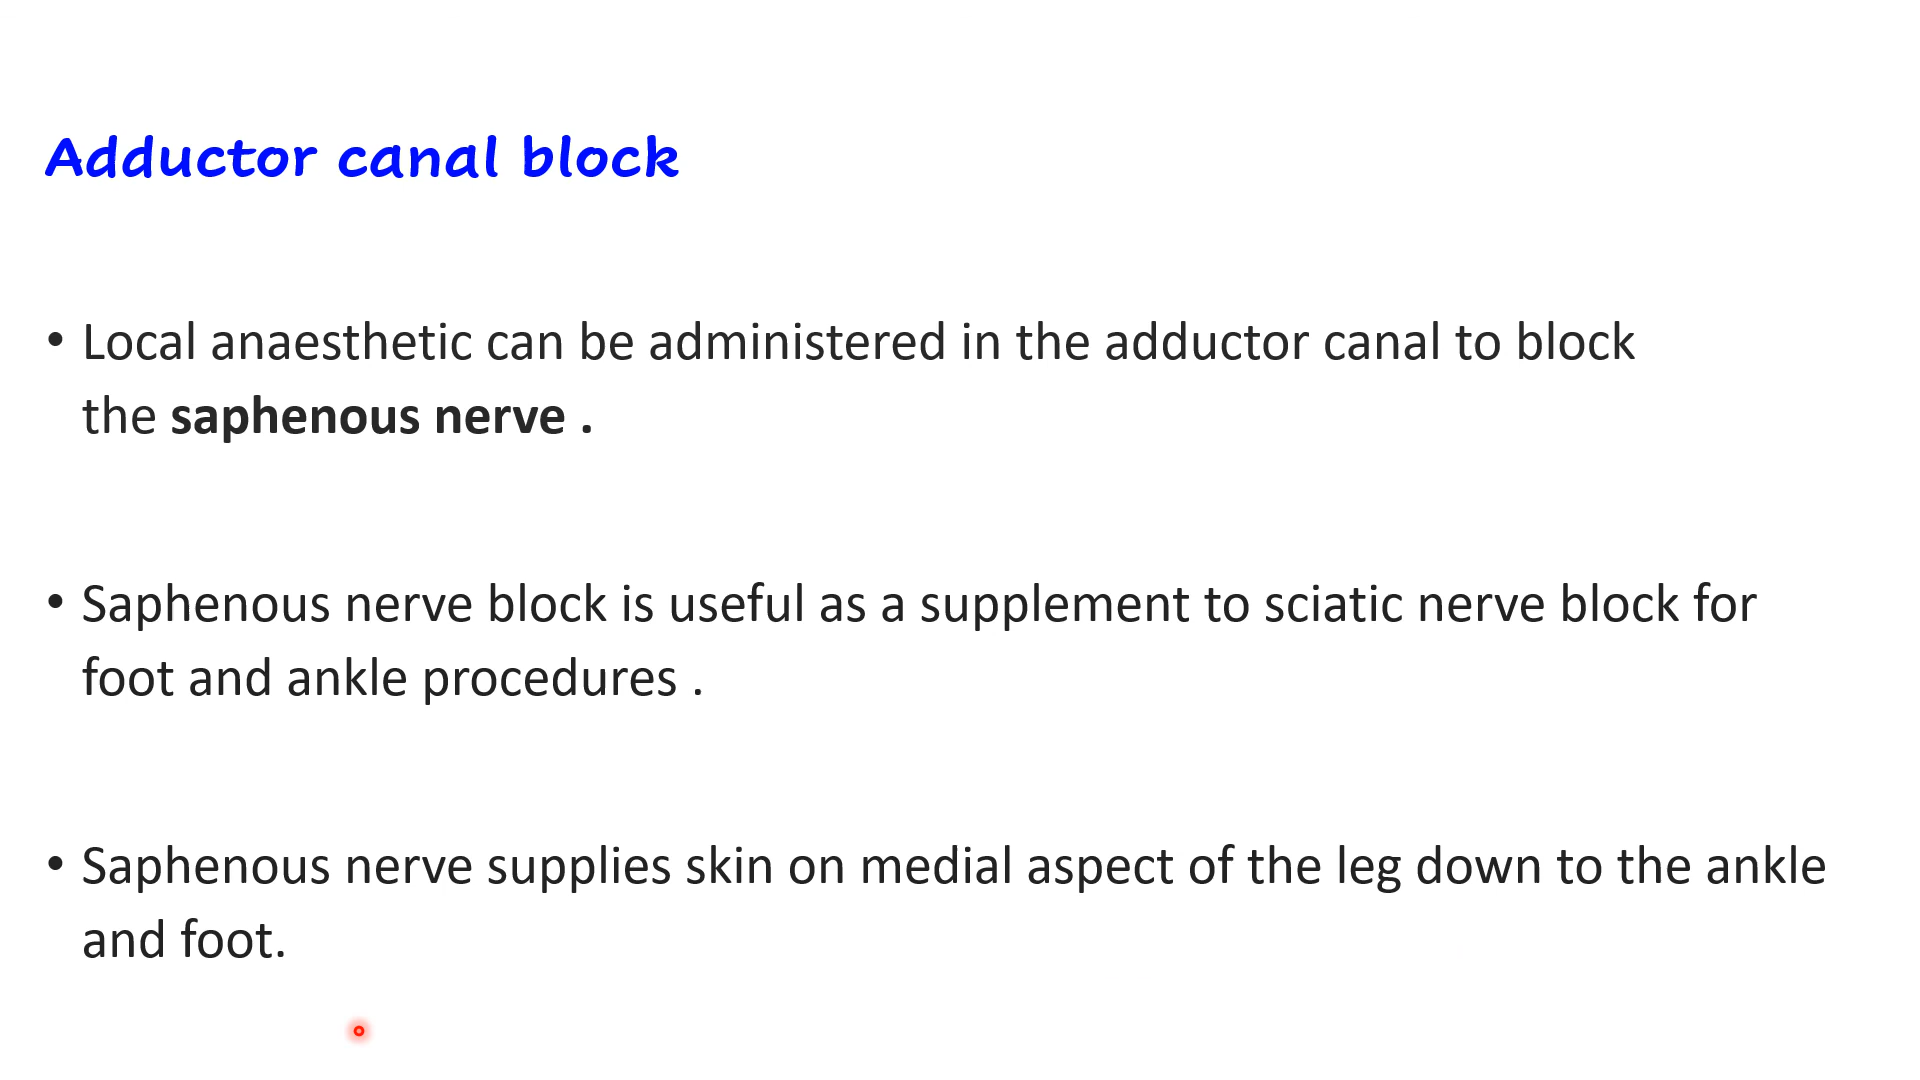 Adductor canal block
• Local anaesthetic can be administered in the adductor canal to block
the saphenous nerve .
• Saphenous nerve block is useful as a supplement to sciatic nerve block for
foot and ankle procedures .
• Saphenous nerve supplies skin on medial aspect of the leg down to the ankle
and foot.